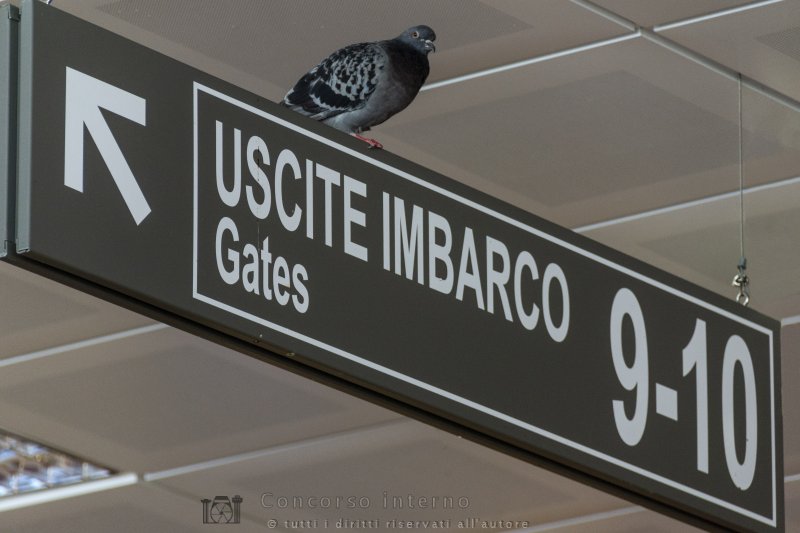 USCITE IMBARCO
Gates
9-10
Concorso interno
© tutti i diritti riservati all'autore